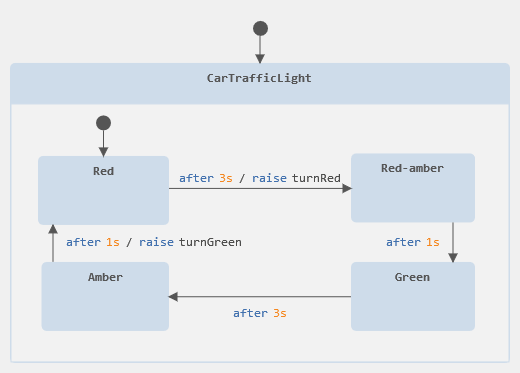 CarTrafficLight
Red
after 3s / raise turnRed
Red-amber
after 1s / raise turnGreen
after 1s
Amber
Green
after 3s